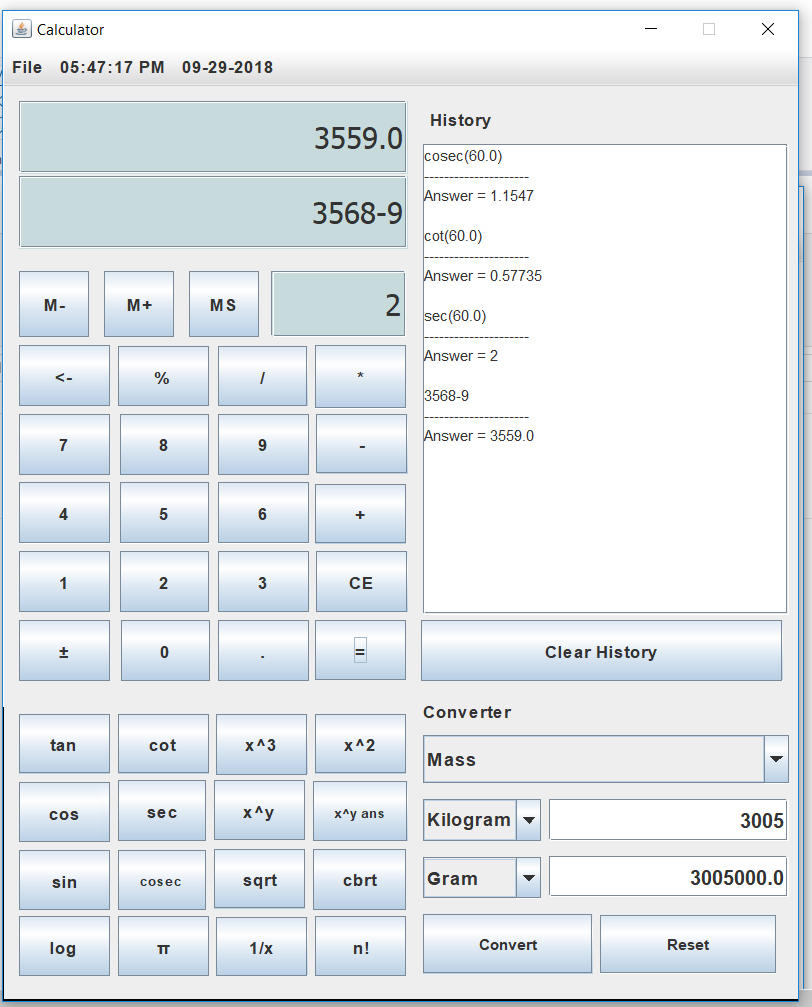 Calculator
File 05:47:17 PM 09-29-2018
3559.0
3568-9
M- M+ MS 2
<- % / *
7 8 9 -
4 5 6 +
1 2 3 CE
± 0 . =
tan cot x^3 x^2
cos sec x^y x^y ans
sin cosec sqrt cbrt
log π 1/x n!
History
cosec(60.0)
---------------------
Answer = 1.1547
cot(60.0)
---------------------
Answer = 0.57735
sec(60.0)
---------------------
Answer = 2
3568-9
---------------------
Answer = 3559.0
Clear History
Converter
Mass
Kilogram 3005
Gram 3005000.0
Convert Reset